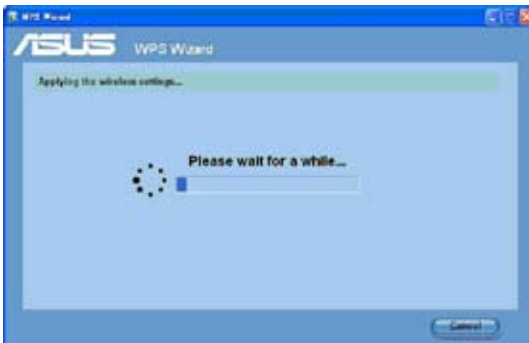 WPS Wizard
ASUS WPS Wizard
Applying the wireless settings...
Please wait for a while...
Cancel